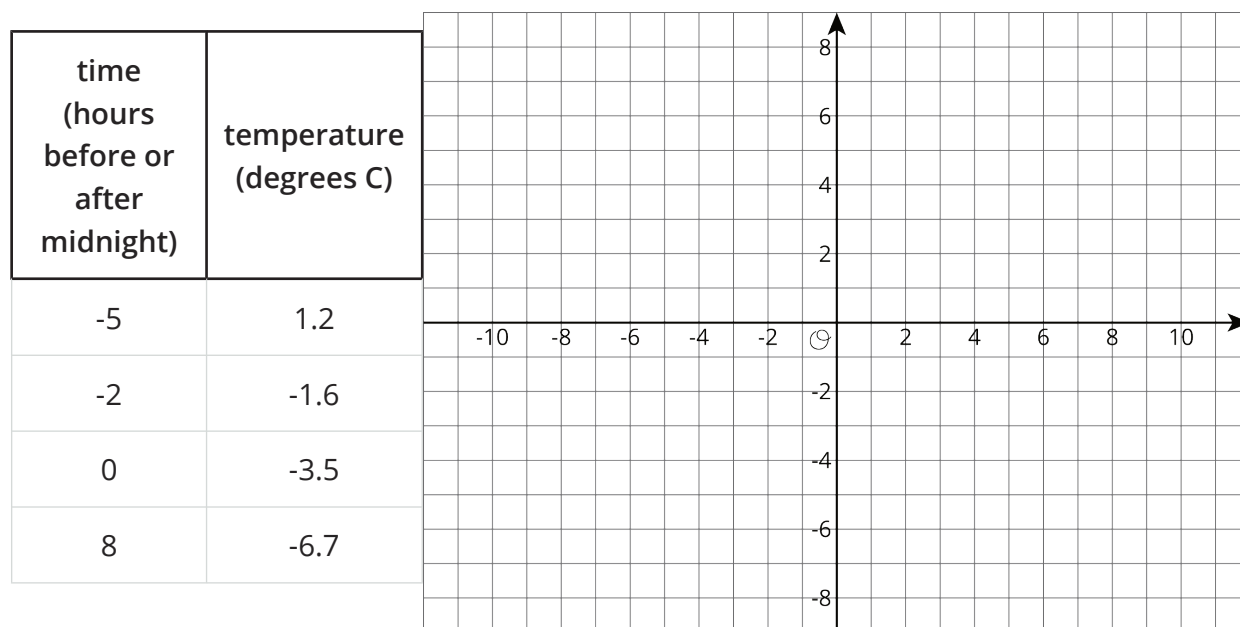 time
(hours
before or
after
midnight)
temperature
(degrees C)
-5 1.2
-2 -1.6
0 -3.5
8 -6.7
8
6
4
2
-10 -8 -6 -4 -2 O 2 4 6 8 10
-2
-4
-6
-8